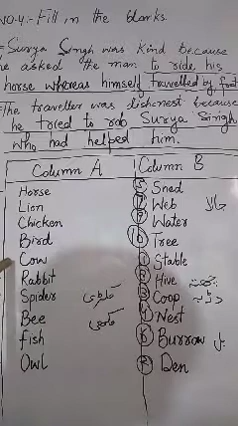 NO.4:- Fill in the blanks
Surya Singh was kind because
he asked the man to ride his
horse whereas himself travelled by foot
The traveller was dishonest because
he tried to rob Surya Singh
who had helped him.
Column A Column B
Horse Shed
Lion Web جالا
Chicken Water
Bird Tree
Cow Stable
Rabbit Hive
Spider Coop
Bee Nest
fish Burrow بل
Owl Den